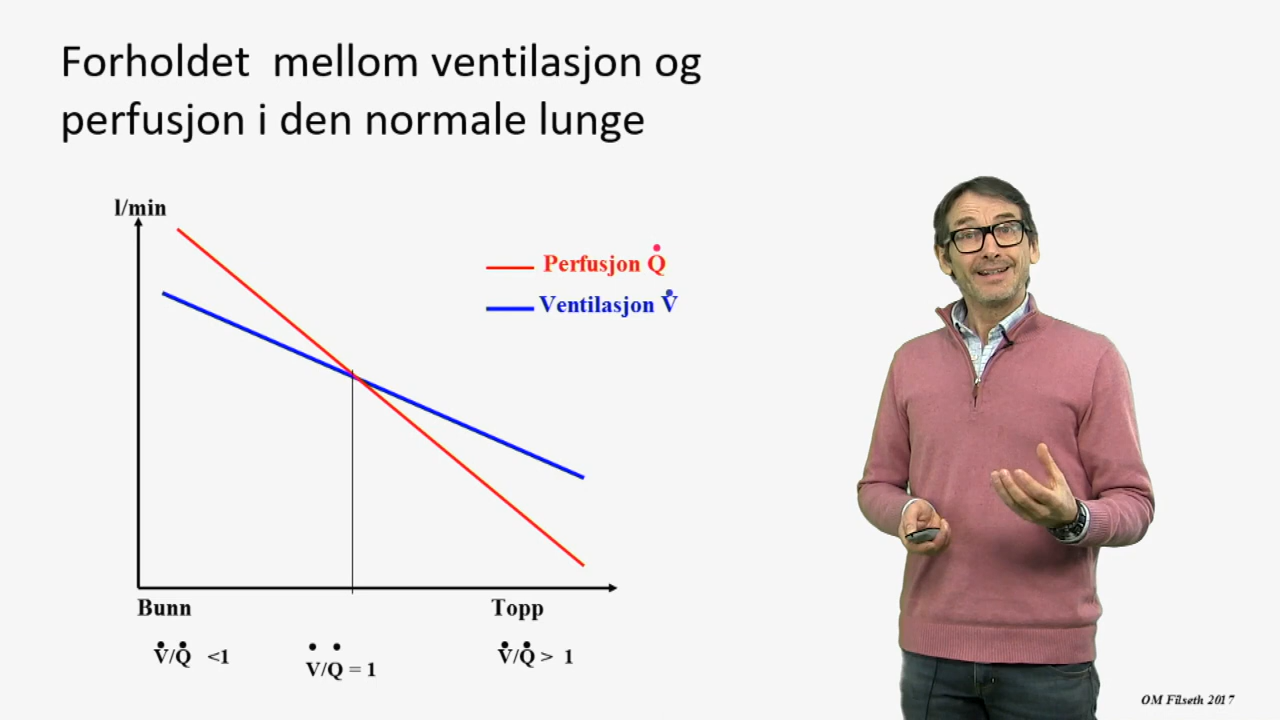 Forholdet mellom ventilasjon og
perfusjon i den normale lunge
l/min
Perfusjon Q̇
Ventilasjon V̇
Bunn
Topp
V̇/Q̇ <1
V̇/Q̇ = 1
V̇/Q̇ > 1
OM Filseth 2017